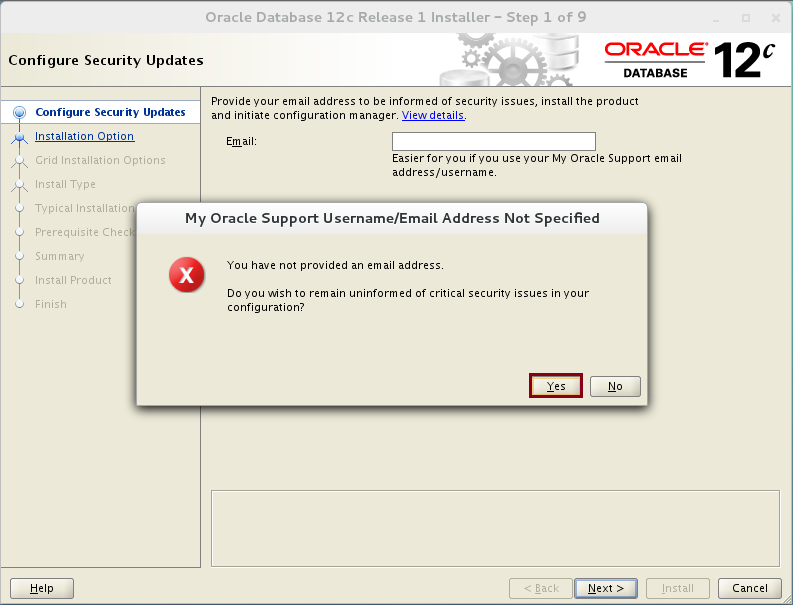 Oracle Database 12c Release 1 Installer - Step 1 of 9
Configure Security Updates
ORACLE®
DATABASE
12c
Configure Security Updates
Installation Option
Grid Installation Options
Install Type
Typical Installation
Prerequisite Check
Summary
Install Product
Finish
Provide your email address to be informed of security issues, install the product
and initiate configuration manager. View details.
Email:
Easier for you if you use your My Oracle Support email
address/username.
My Oracle Support Username/Email Address Not Specified
X
You have not provided an email address.
Do you wish to remain uninformed of critical security issues in your
configuration?
Yes
No
Help
< Back
Next >
Install
Cancel